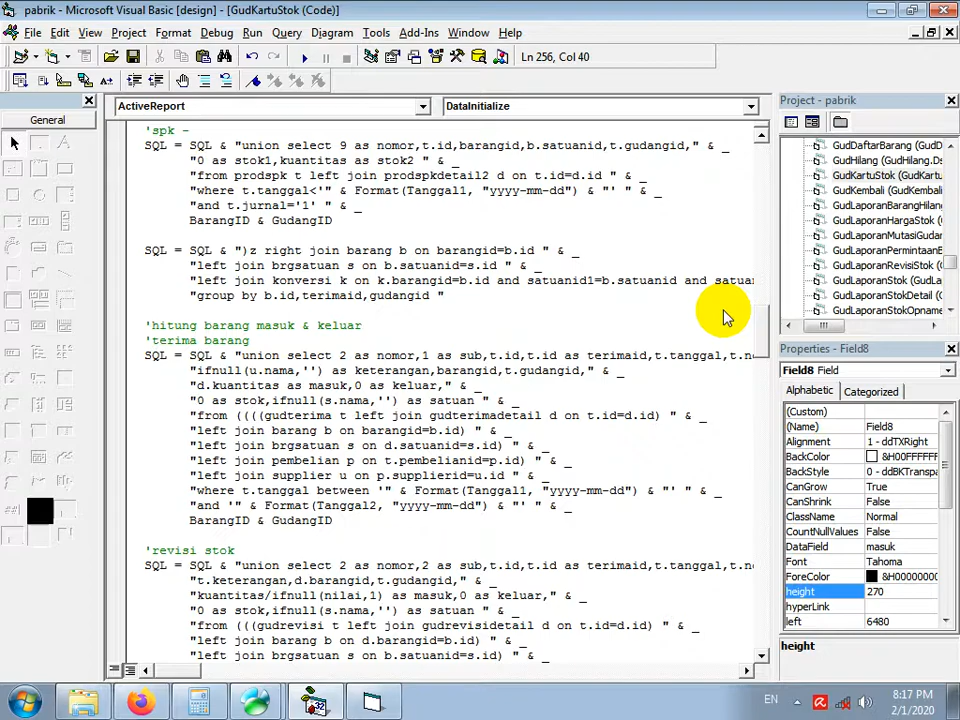 pabrik - Microsoft Visual Basic [design] - [GudKartuStok (Code)]
File Edit View Project Format Debug Run Query Diagram Tools Add-Ins Window Help
Ln 256, Col 40
General
ActiveReport
DataInitialize
'spk -
SQL = SQL & "union select 9 as nomor,t.id,barangid,b.satuanid,t.gudangid," & _
"0 as stok1,kuantitas as stok2 " & _
"from prodspkt t left join prodspkdetail2 d on t.id=d.id " & _
"where t.tanggal<'" & Format(Tanggal1, "yyyy-mm-dd") & "' " & _
"and t.jurnal='1' " & _
BarangID & GudangID
SQL = SQL & ")z right join barang b on barangid=b.id " & _
"left join brgsatuan s on b.satuanid=s.id " & _
"left join konversi k on k.barangid=b.id and satuanid1=b.satuanid and satuan
"group by b.id,terimaid,gudangid "
'hitung barang masuk & keluar
'terima barang
SQL = SQL & "union select 2 as nomor,1 as sub,t.id,t.id as terimaid,t.tanggal,t.no
"ifnull(u.nama,'') as keterangan,barangid,t.gudangid," & _
"d.kuantitas as masuk,0 as keluar," & _
"0 as stok,ifnull(s.nama,'') as satuan " & _
"from ((((gudterima t left join gudterimadetail d on t.id=d.id) " & _
"left join barang b on barangid=b.id) " & _
"left join brgsatuan s on d.satuanid=s.id) " & _
"left join pembelian p on t.pembelianid=p.id) " & _
"left join supplier u on p.supplierid=u.id " & _
"where t.tanggal between '" & Format(Tanggal1, "yyyy-mm-dd") & "' " & _
"and '" & Format(Tanggal2, "yyyy-mm-dd") & "' " & _
BarangID & GudangID
'revisi stok
SQL = SQL & "union select 2 as nomor,2 as sub,t.id,t.id as terimaid,t.tanggal,t.no
"t.keterangan,d.barangid,t.gudangid," & _
"kuantitas/ifnull(nilai,1) as masuk,0 as keluar," & _
"0 as stok,ifnull(s.nama,'') as satuan " & _
"from (((gudrevisi t left join gudrevisidetail d on t.id=d.id) " & _
"left join barang b on d.barangid=b.id) " & _
"left join brgsatuan s on b.satuanid=s.id) " & _
Project - pabrik
GudDaftarBarang (
GudHilang (GudHilang.Ds
GudKartuStok (GudKartu
GudKembali (GudKembali
GudLaporanBarangHilang
GudLaporanHargaStok (
GudLaporanMutasiGudar
GudLaporanPermintaanB
GudLaporanRevisiStok (
GudLaporanStokDetail (
GudLaporanStokOpname
Properties - Field8
Field8 Field
Alphabetic Categorized
(Custom)
(Name) Field8
Alignment 1 - ddTXRight
BackColor &H00FFFFFF
BackStyle 0 - ddBKTranspa
CanGrow True
CanShrink False
ClassName Normal
CountNullValues False
DataField masuk
Font Tahoma
ForeColor &H0000000
height 270
hyperLink
left 6480
height
EN
8:17 PM
2/1/2020